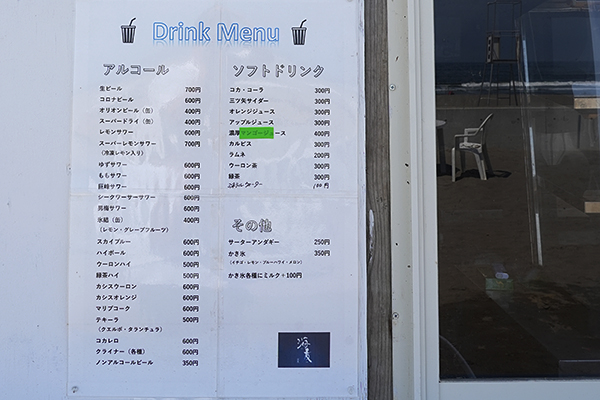 Drink Menu
アルコール
生ビール 700円
コロナビール 600円
オリオンビール（缶） 400円
スーパードライ（缶） 400円
レモンサワー 600円
スーパーレモンサワー 700円
（冷凍レモン入り）
ゆずサワー 600円
ももサワー 600円
巨峰サワー 600円
シークワーサーサワー 600円
男梅サワー 600円
氷結（缶） 400円
（レモン・グレープフルーツ）
スカイブルー 600円
ハイボール 600円
ウーロンハイ 500円
緑茶ハイ 500円
カシスウーロン 600円
カシスオレンジ 600円
マリブコーク 600円
テキーラ 500円
（クエルボ・タランチュラ）
コカレロ 600円
クライナー（各種） 600円
ノンアルコールビール 350円
ソフトドリンク
コカ・コーラ 300円
三ツ矢サイダー 300円
オレンジジュース 300円
アップルジュース 300円
濃厚マンゴージュース 400円
カルピス 300円
ラムネ 200円
ウーロン茶 300円
緑茶 300円
ミネラルウォーター 100円
その他
サーターアンダギー 250円
かき氷 350円
（イチゴ・レモン・ブルーハワイ・メロン）
かき氷各種にミルク＋100円